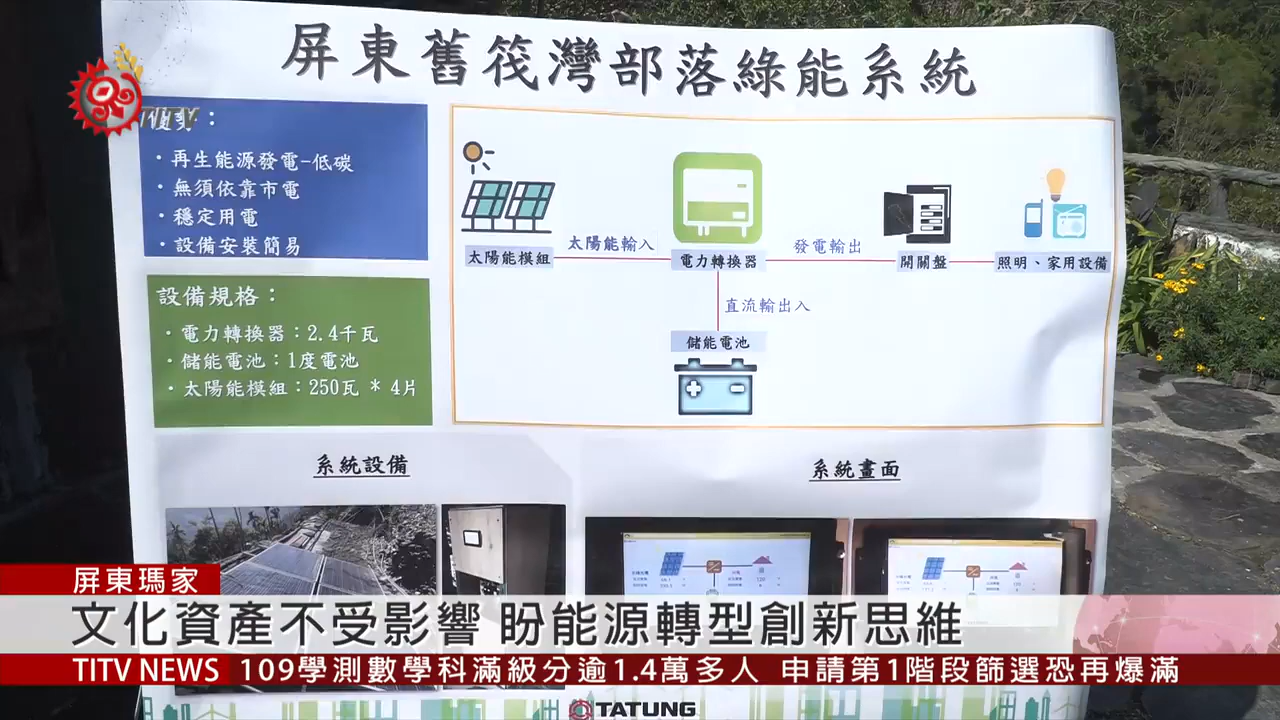 屏東舊筏灣部落綠能系統
TITV
：
・再生能源發電-低碳
・無須依靠市電
・穩定用電
・設備安裝簡易
設備規格：
・電力轉換器：2.4千瓦
・儲能電池：1度電池
・太陽能模組：250瓦 * 4片
太陽能模組
太陽能輸入
電力轉換器
發電輸出
開關盤
照明、家用設備
直流輸出入
儲能電池
系統設備
系統畫面
屏東瑪家
文化資產不受影響 盼能源轉型創新思維
TITV NEWS 109學測數學科滿級分逾1.4萬多人 申請第1階段篩選恐再爆滿
TATUNG